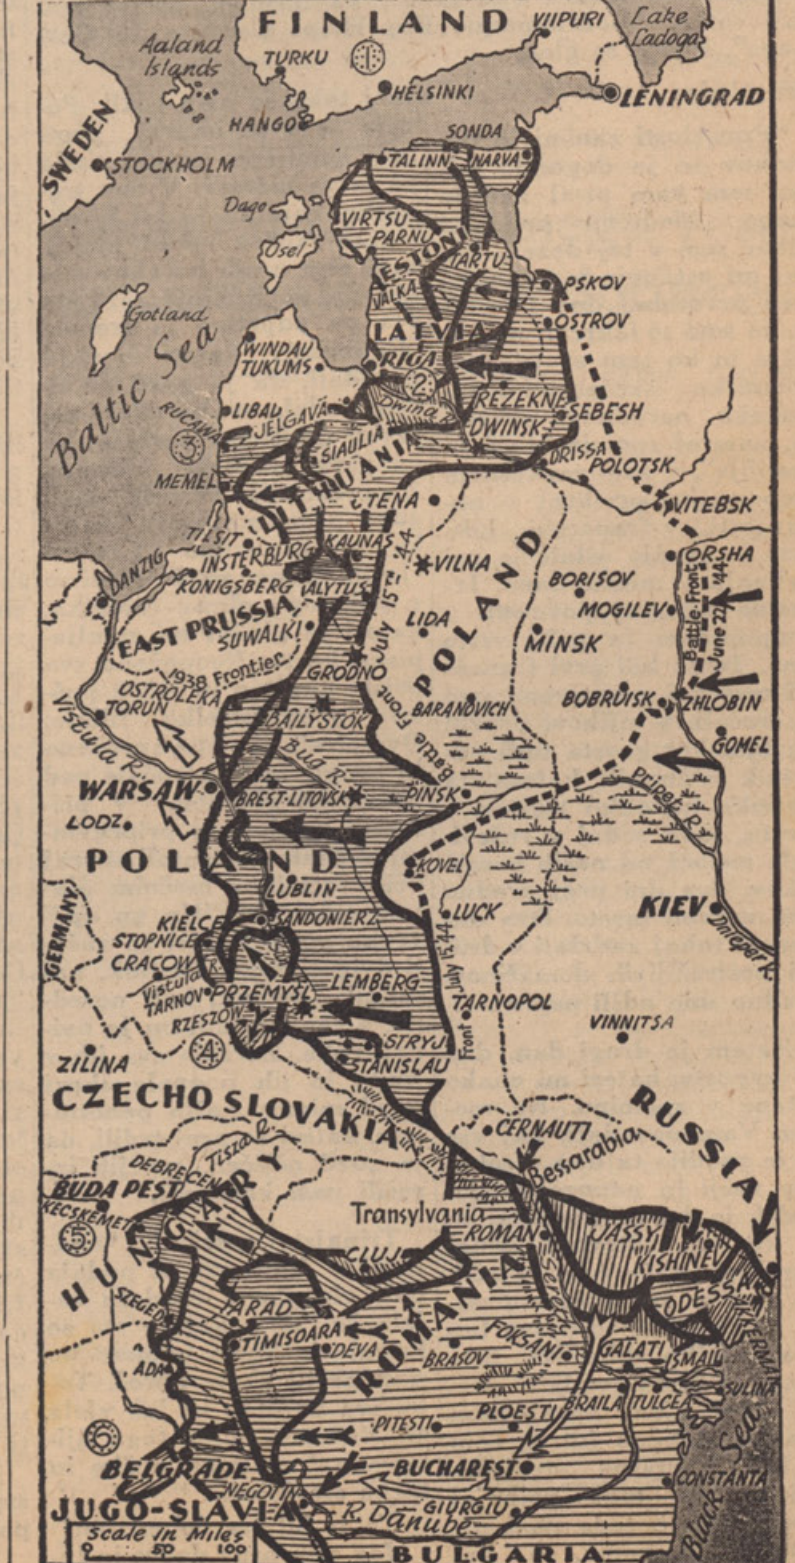 FINLAND
VIIPURI
Lake Ladoga
Aaland Islands
TURKU
1
HELSINKI
LENINGRAD
HANGO
SWEDEN
STOCKHOLM
SONDA
TALINN
NARVA
Dago
VIRTSU
PARNU
Osel
ESTONI
TARTU
VALKA
PSKOV
Gotland
OSTROV
LATVIA
Baltic Sea
WINDAU
TUKUMS
RIGA
2
Dwina R.
REZEKNE
SEBESH
LIBAU
JELGAVA
RUCAVA
3
DWINSK
SIAULIA
DRISSA
POLOTSK
LITHUANIA
MEMEL
UTENA
VITEBSK
TILSIT
KAUNAS
INSTERBURG
VILNA
ORSHA
DANZIG
KONIGSBERG
ALYTUS
POLAND
BORISOV
MOGILEV
Battle Front June 22 '44
EAST PRUSSIA
SUWALKI
LIDA
MINSK
Battle Front July 15TH '44
1938 Frontier
GRODNO
OSTROLEKA
TORUN
BARANOVICH
BOBRUISK
ZHLOBIN
BAILYSTOK
Vistula R.
Bug R.
GOMEL
WARSAW
BREST-LITOVSK
PINSK
Pripet R.
LODZ
POLAND
KOVEL
LUBLIN
GERMANY
KIELCE
SANDOMIERZ
LUCK
KIEV
Dnieper R.
STOPNICE
CRACOW
Vistula R.
TARNOV
PRZEMYSL
LEMBERG
Front July 15, 44
TARNOPOL
RZESZOW
4
STRYJ
STANISLAU
VINNITSA
ZILINA
CZECHO SLOVAKIA
CERNAUTI
RUSSIA
Bessarabia
Tisza R.
DEBRECEN
BUDA PEST
KECSKEMET
5
HUNGARY
Transylvania
ROMAN
JASSY
KISHINEV
CLUJ
Sereth
ODESSA
AKERMAN
SZEGED
ARAD
TIMISOARA
DEVA
ROMANIA
BRASOV
FOKSANI
GALATI
ISMAIL
ADA
SULINA
BRAILA
TULCEA
PITESTI
PLOESTI
6
BELGRADE
BUCHAREST
NEGOTIN
CONSTANTA
JUGO-SLAVIA
R. Danube
GIURGIU
Black Sea
Scale in Miles
0 50 100
BULGARIA